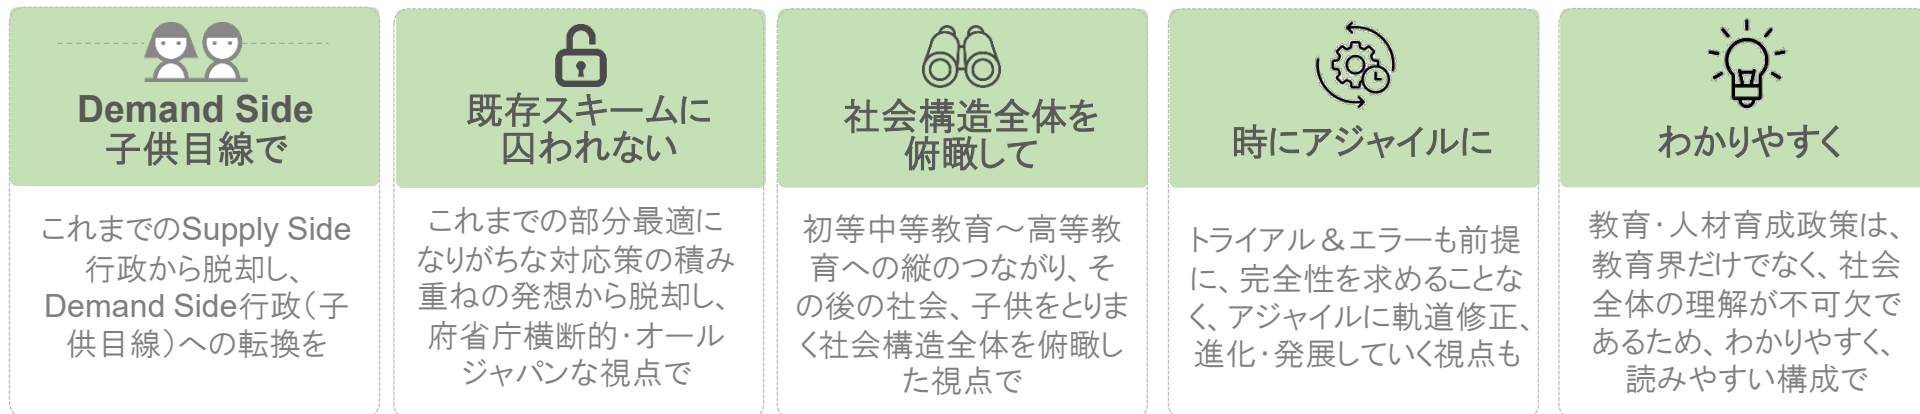 Demand Side
子供目線で
これまでのSupply Side
行政から脱却し、
Demand Side行政（子
供目線）への転換を
既存スキームに
囚われない
これまでの部分最適に
なりがちな対応策の積み
重ねの発想から脱却し、
府省庁横断的・オール
ジャパンな視点で
社会構造全体を
俯瞰して
初等中等教育～高等教
育への縦のつながり、そ
の後の社会、子供をとりま
く社会構造全体を俯瞰し
た視点で
時にアジャイルに
トライアル＆エラーも前提
に、完全性を求めることな
く、アジャイルに軌道修正、
進化・発展していく視点も
わかりやすく
教育・人材育成政策は、
教育界だけでなく、社会
全体の理解が不可欠で
あるため、わかりやすく、
読みやすい構成で